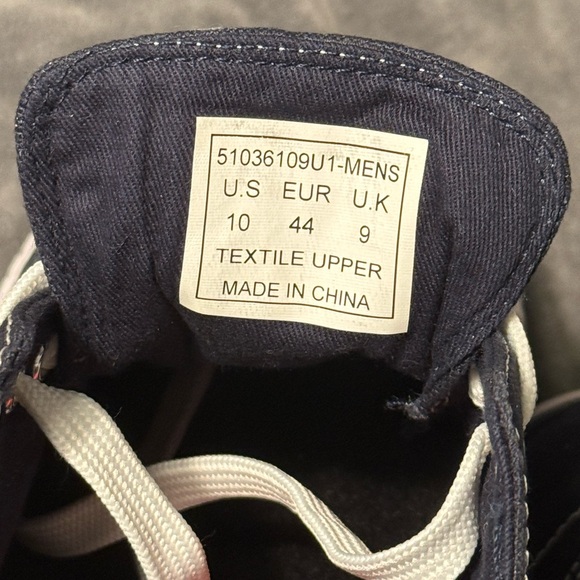 51036109U1-MENS
U.S EUR U.K
10 44 9
TEXTILE UPPER
MADE IN CHINA